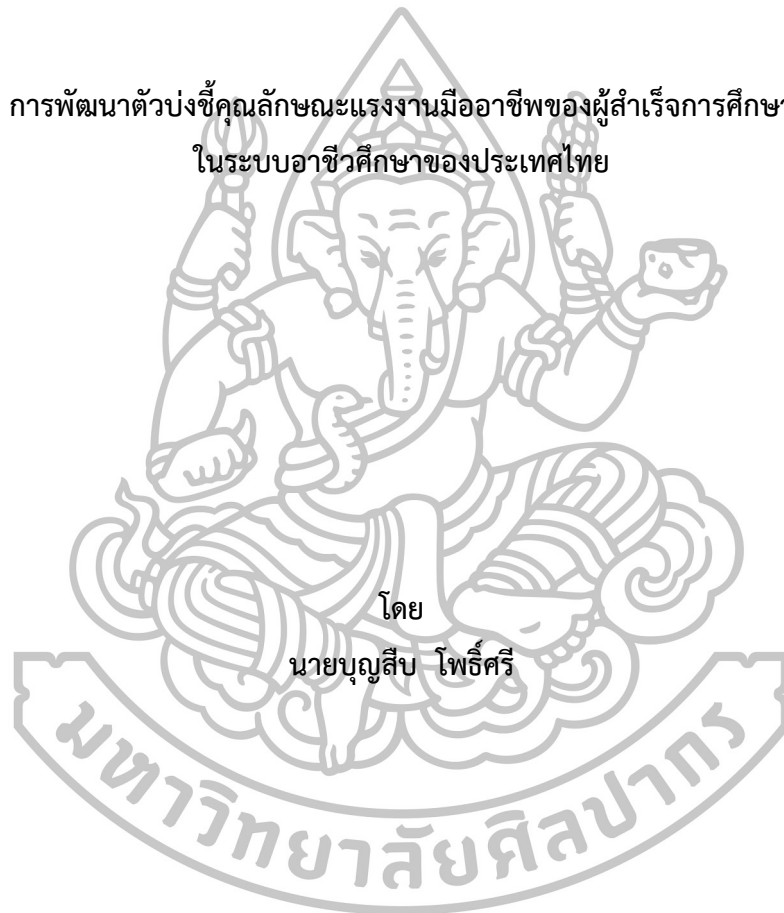 การพัฒนาตัวบ่งชี้คุณลักษณะแรงงานมืออาชีพของผู้สำเร็จการศึกษา
ในระบบอาชีวศึกษาของประเทศไทย
โดย
นายบุญสืบ โพธิ์ศรี
มหาวิทยาลัยศิลปากร